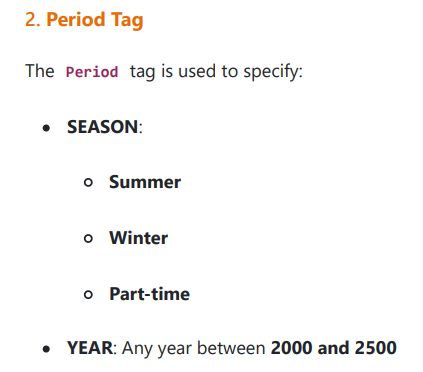 2. Period Tag
The Period tag is used to specify:
• SEASON:
o Summer
o Winter
o Part-time
• YEAR: Any year between 2000 and 2500